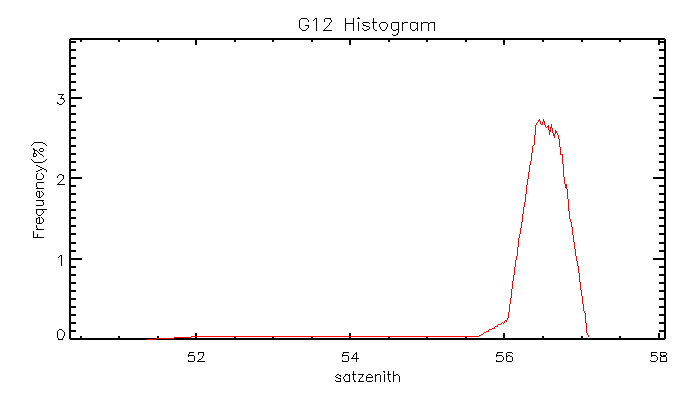 G12 Histogram
Frequency(%)
3
2
1
0
52 54 56 58
satzenith